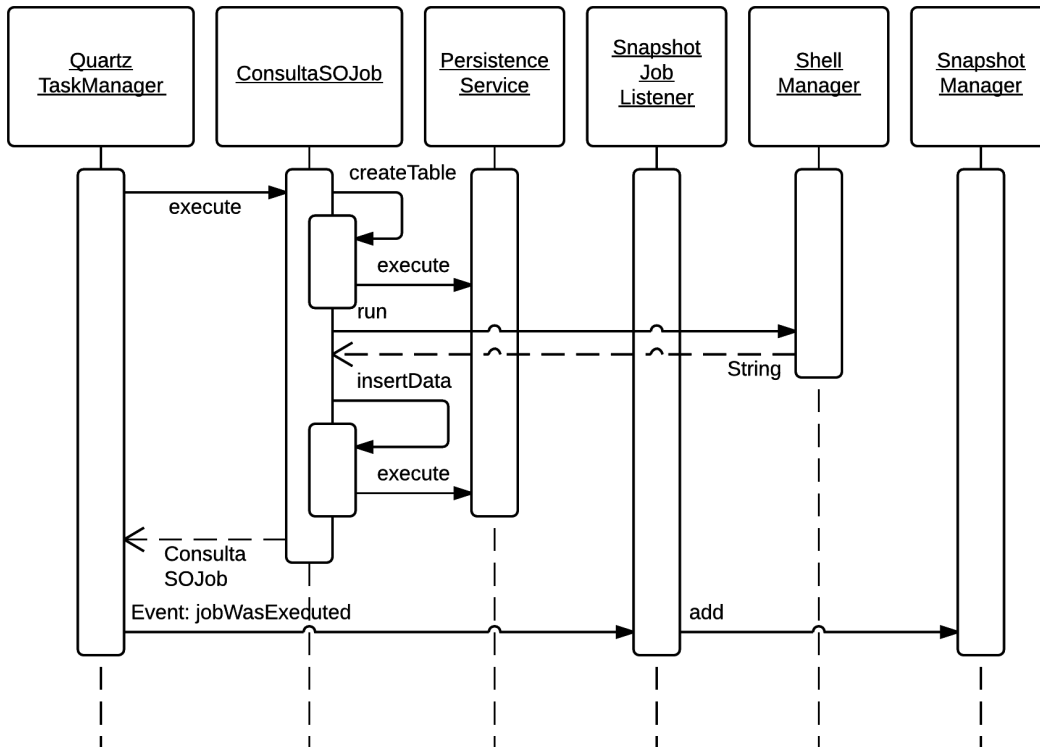 Quartz
TaskManager
ConsultaSOJob
Persistence
Service
Snapshot
Job
Listener
Shell
Manager
Snapshot
Manager
createTable
execute
execute
run
String
insertData
execute
Consulta
SOJob
Event: jobWasExecuted
add